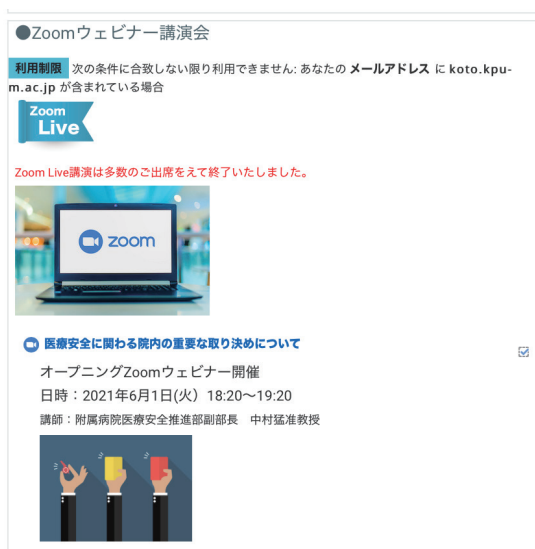 ●Zoomウェビナー講演会
利用制限 次の条件に合致しない限り利用できません: あなたの メールアドレス に koto.kpu-
m.ac.jp が含まれている場合
Zoom
Live
Zoom Live講演は多数のご出席をえて終了いたしました。
zoom
医療安全に関わる院内の重要な取り決めについて
オープニングZoomウェビナー開催
日時：2021年6月1日(火）18:20～19:20
講師：附属病院医療安全推進部副部長　中村猛准教授